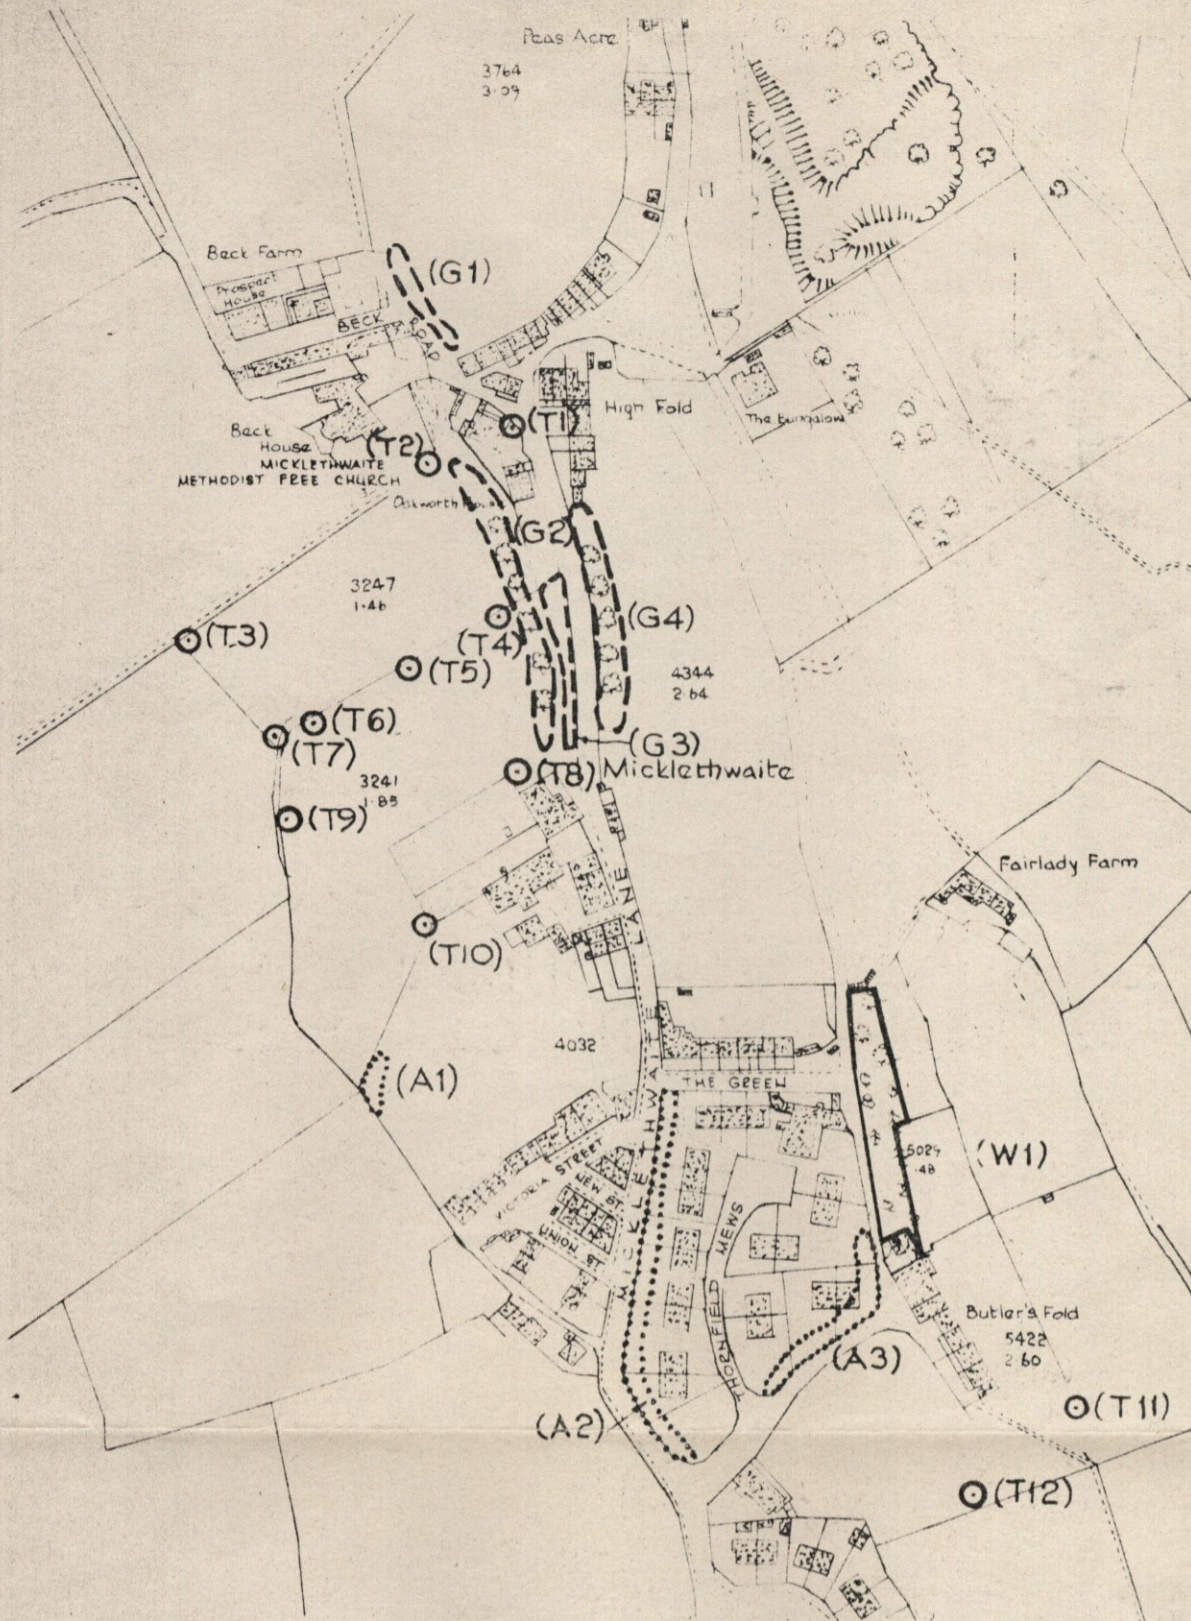 Peas Acre
3764
3·09
Beck Farm
Prospect
House
(G1)
BECK
ROAD
High Fold
The Bungalow
(T1)
Beck
House
(T2)
MICKLETHWAITE
METHODIST FREE CHURCH
Oakworth
(G2)
3247
1·46
(T3)
(T4)
(G4)
(T5)
4344
2·64
(T6)
(T7)
(G3)
3241
1·85
(T8)
Micklethwaite
(T9)
Fairlady Farm
(T10)
MICKLETHWAITE LANE
4032
(A1)
THE GREEN
5029
·48
(W1)
VICTORIA STREET
NEW ST
UNION ST
THORNFIELD MEWS
Butler's Fold
5422
2·60
(A3)
(A2)
(T11)
(T12)